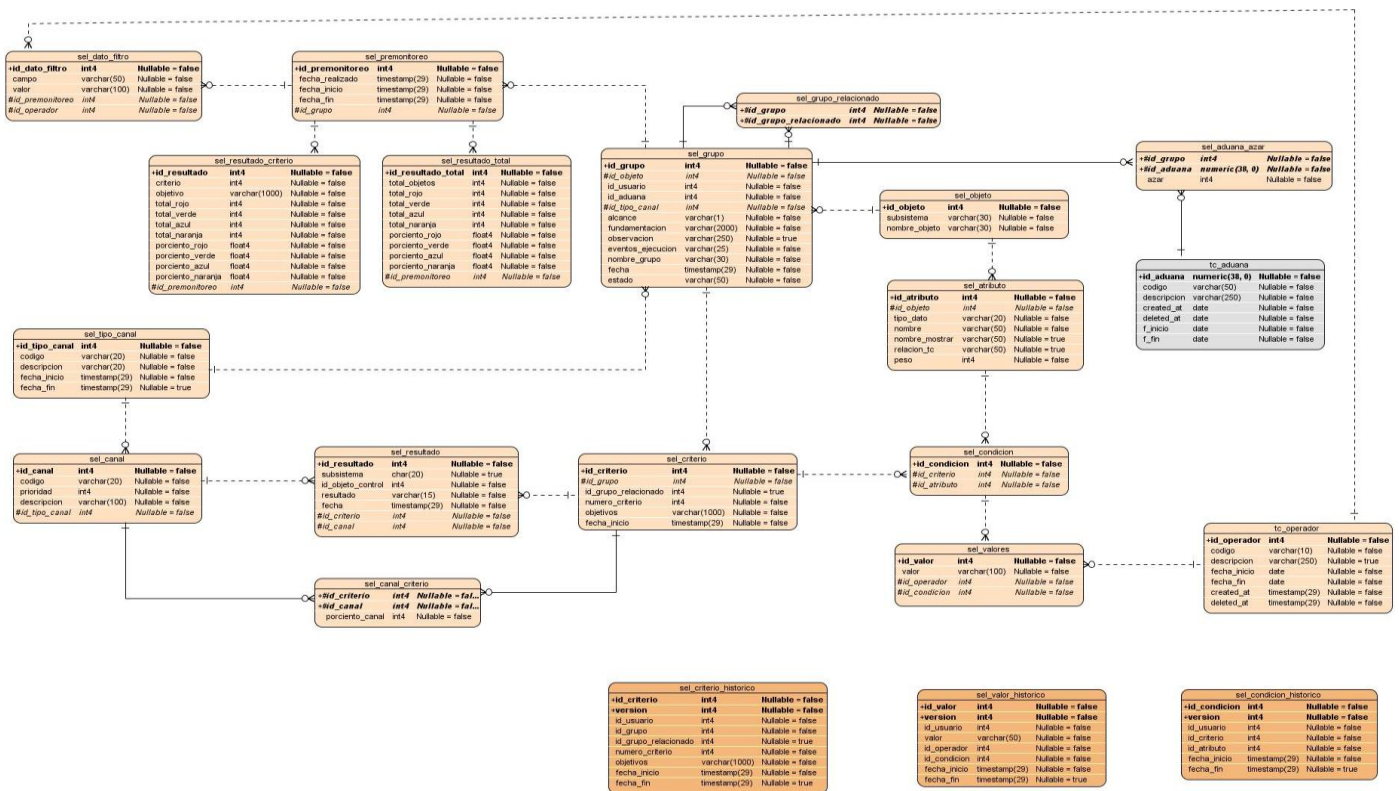 sel_dato_filtro
+id_dato_filtro int4 Nullable = false
campo varchar(50) Nullable = false
valor varchar(100) Nullable = false
#id_premonitoreo int4 Nullable = false
#id_operador int4 Nullable = false
sel_premonitoreo
+id_premonitoreo int4 Nullable = false
fecha_realizado timestamp(29) Nullable = false
fecha_inicio timestamp(29) Nullable = false
fecha_fin timestamp(29) Nullable = false
#id_grupo int4 Nullable = false
sel_grupo_relacionado
+#id_grupo int4 Nullable = false
+#id_grupo_relacionado int4 Nullable = false
sel_resultado_criterio
+id_resultado int4 Nullable = false
criterio int4 Nullable = false
objetivo varchar(1000) Nullable = false
total_rojo int4 Nullable = false
total_verde int4 Nullable = false
total_azul int4 Nullable = false
total_naranja int4 Nullable = false
porciento_rojo float4 Nullable = false
porciento_verde float4 Nullable = false
porciento_azul float4 Nullable = false
porciento_naranja float4 Nullable = false
#id_premonitoreo int4 Nullable = false
sel_resultado_total
+id_resultado_total int4 Nullable = false
total_objetos int4 Nullable = false
total_rojo int4 Nullable = false
total_verde int4 Nullable = false
total_azul int4 Nullable = false
total_naranja int4 Nullable = false
porciento_rojo float4 Nullable = false
porciento_verde float4 Nullable = false
porciento_azul float4 Nullable = false
porciento_naranja float4 Nullable = false
#id_premonitoreo int4 Nullable = false
sel_grupo
+id_grupo int4 Nullable = false
#id_objeto int4 Nullable = false
id_usuario int4 Nullable = false
id_aduana int4 Nullable = false
#id_tipo_canal int4 Nullable = false
alcance varchar(1) Nullable = false
fundamentacion varchar(2000) Nullable = false
observacion varchar(250) Nullable = true
eventos_ejecucion varchar(25) Nullable = false
nombre_grupo varchar(30) Nullable = false
fecha timestamp(29) Nullable = false
estado varchar(50) Nullable = false
sel_aduana_azar
+#id_grupo int4 Nullable = false
+#id_aduana numeric(38, 0) Nullable = false
azar int4 Nullable = false
sel_objeto
+id_objeto int4 Nullable = false
subsistema varchar(30) Nullable = false
nombre_objeto varchar(30) Nullable = false
tc_aduana
+id_aduana numeric(38, 0) Nullable = false
codigo varchar(50) Nullable = false
descripcion varchar(250) Nullable = false
created_at date Nullable = false
deleted_at date Nullable = false
f_inicio date Nullable = false
f_fin date Nullable = false
sel_atributo
+id_atributo int4 Nullable = false
#id_objeto int4 Nullable = false
tipo_dato varchar(20) Nullable = false
nombre varchar(50) Nullable = false
nombre_mostrar varchar(50) Nullable = true
relacion_tc varchar(50) Nullable = true
peso int4 Nullable = false
sel_tipo_canal
+id_tipo_canal int4 Nullable = false
codigo varchar(20) Nullable = false
descripcion varchar(20) Nullable = false
fecha_inicio timestamp(29) Nullable = false
fecha_fin timestamp(29) Nullable = true
sel_canal
+id_canal int4 Nullable = false
codigo varchar(20) Nullable = false
prioridad int4 Nullable = false
descripcion varchar(100) Nullable = false
#id_tipo_canal int4 Nullable = false
sel_resultado
+id_resultado int4 Nullable = false
subsistema char(20) Nullable = true
id_objeto_control int4 Nullable = false
resultado varchar(15) Nullable = false
fecha timestamp(29) Nullable = false
#id_criterio int4 Nullable = false
#id_canal int4 Nullable = false
sel_criterio
+id_criterio int4 Nullable = false
#id_grupo int4 Nullable = false
id_grupo_relacionado int4 Nullable = true
numero_criterio int4 Nullable = false
objetivos varchar(1000) Nullable = false
fecha_inicio timestamp(29) Nullable = false
sel_condicion
+id_condicion int4 Nullable = false
#id_criterio int4 Nullable = false
#id_atributo int4 Nullable = false
sel_valores
+id_valor int4 Nullable = false
valor varchar(100) Nullable = false
#id_operador int4 Nullable = false
#id_condicion int4 Nullable = false
tc_operador
+id_operador int4 Nullable = false
codigo varchar(10) Nullable = false
descripcion varchar(250) Nullable = true
fecha_inicio date Nullable = false
fecha_fin date Nullable = false
created_at timestamp(29) Nullable = false
deleted_at timestamp(29) Nullable = false
sel_canal_criterio
+#id_criterio int4 Nullable = fal...
+#id_canal int4 Nullable = fal...
porciento_canal int4 Nullable = false
sel_criterio_historico
+id_criterio int4 Nullable = false
+version int4 Nullable = false
id_usuario int4 Nullable = false
id_grupo int4 Nullable = false
id_grupo_relacionado int4 Nullable = true
numero_criterio int4 Nullable = false
objetivos varchar(1000) Nullable = false
fecha_inicio timestamp(29) Nullable = false
fecha_fin timestamp(29) Nullable = true
sel_valor_historico
+id_valor int4 Nullable = false
+version int4 Nullable = false
id_usuario int4 Nullable = false
valor varchar(50) Nullable = false
id_operador int4 Nullable = false
id_condicion int4 Nullable = false
fecha_inicio timestamp(29) Nullable = false
fecha_fin timestamp(29) Nullable = true
sel_condicion_historico
+id_condicion int4 Nullable = false
+version int4 Nullable = false
id_usuario int4 Nullable = false
id_criterio int4 Nullable = false
id_atributo int4 Nullable = false
fecha_inicio timestamp(29) Nullable = false
fecha_fin timestamp(29) Nullable = true